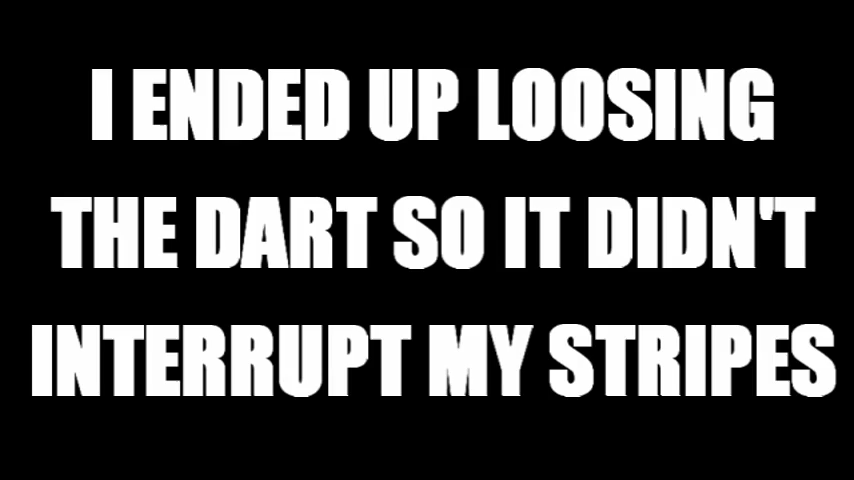 I ENDED UP LOOSING
THE DART SO IT DIDN'T
INTERRUPT MY STRIPES